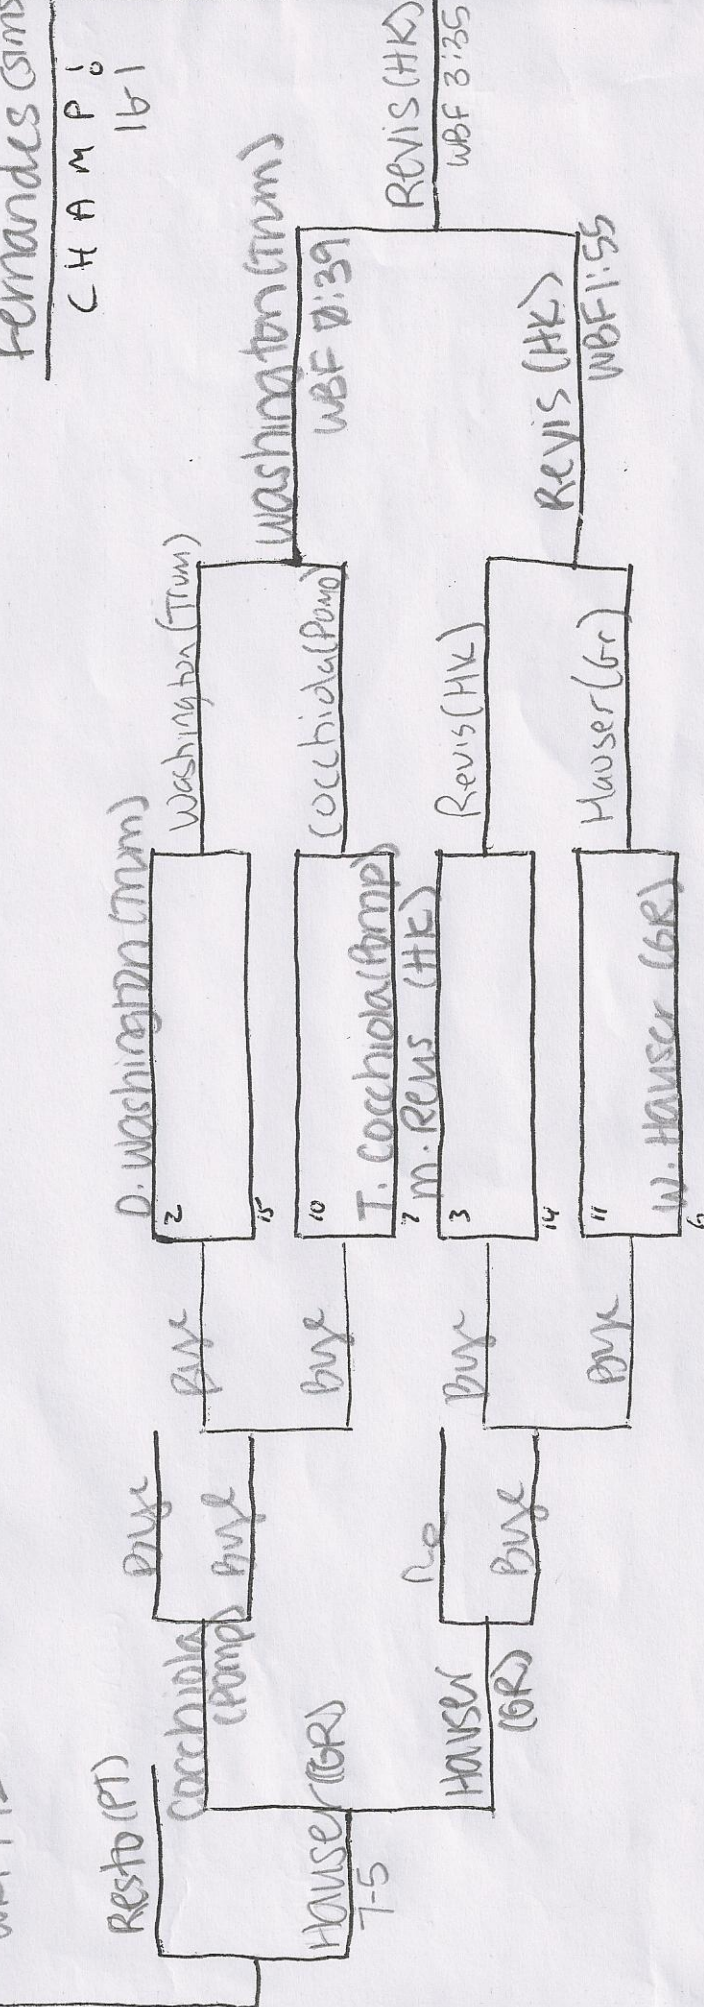 Fernandes (Sims
CHAMP!
161
Revis (HK)
WBF 3:35
Washington (Trum)
WBF 0:39
Revis (HK)
WBF 1:55
Washington (Trum)
Cocchiola (Pomp)
Revis (HK)
Hauser (Gr)
D. Washington (Trum)
2
15
10
T. Cocchiola (Pomp)
7
M. Revis (HK)
3
14
11
W. Hauser (GR)
6
Bye
Bye
Bye
Bye
Bye
Bye
Bye
Cocchiola
(Pomp)
Hauser
(GR)
Resto (PT)
Hauser (GR)
7-5